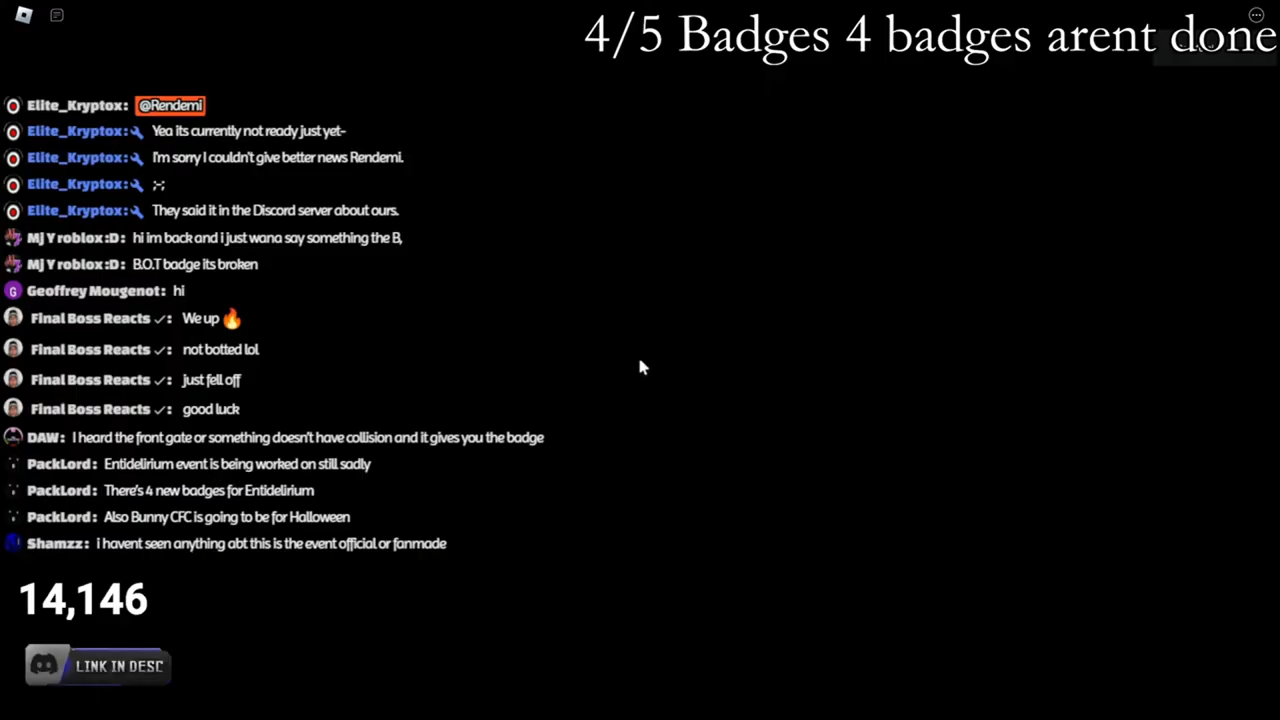 4/5 Badges 4 badges arent done
Elite_Kryptox: @Rendemi
Elite_Kryptox: Yea its currently not ready just yet-
Elite_Kryptox: I'm sorry I couldn't give better news Rendemi.
Elite_Kryptox: >-<
Elite_Kryptox: They said it in the Discord server about ours.
Mj Y roblox :D: hi im back and i just wana say something the B,
Mj Y roblox :D: B.O.T badge its broken
G Geoffrey Mougenot: hi
Final Boss Reacts ✓: We up 🔥
Final Boss Reacts ✓: not botted lol
Final Boss Reacts ✓: just fell off
Final Boss Reacts ✓: good luck
DAW: I heard the front gate or something doesn't have collision and it gives you the badge
PackLord: Entidelirium event is being worked on still sadly
PackLord: There's 4 new badges for Entidelirium
PackLord: Also Bunny CFC is going to be for Halloween
Shamzz: i havent seen anything abt this is the event official or fanmade
14,146
LINK IN DESC